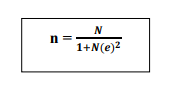 n = N / 1+N(e)²